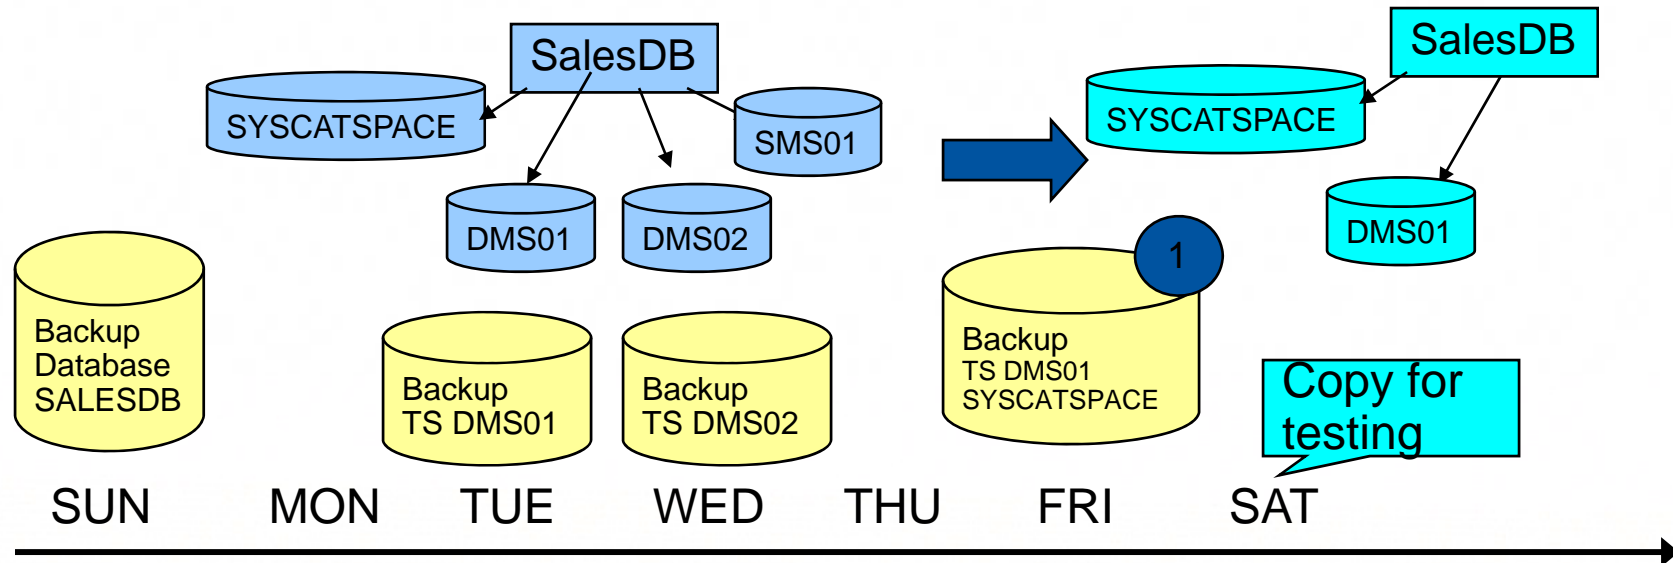 SalesDB
SYSCATSPACE
SMS01
DMS01
DMS02
SalesDB
SYSCATSPACE
DMS01
Backup
Database
SALESDB
Backup
TS DMS01
Backup
TS DMS02
1
Backup
TS DMS01
SYSCATSPACE
Copy for
testing
SUN MON TUE WED THU FRI SAT